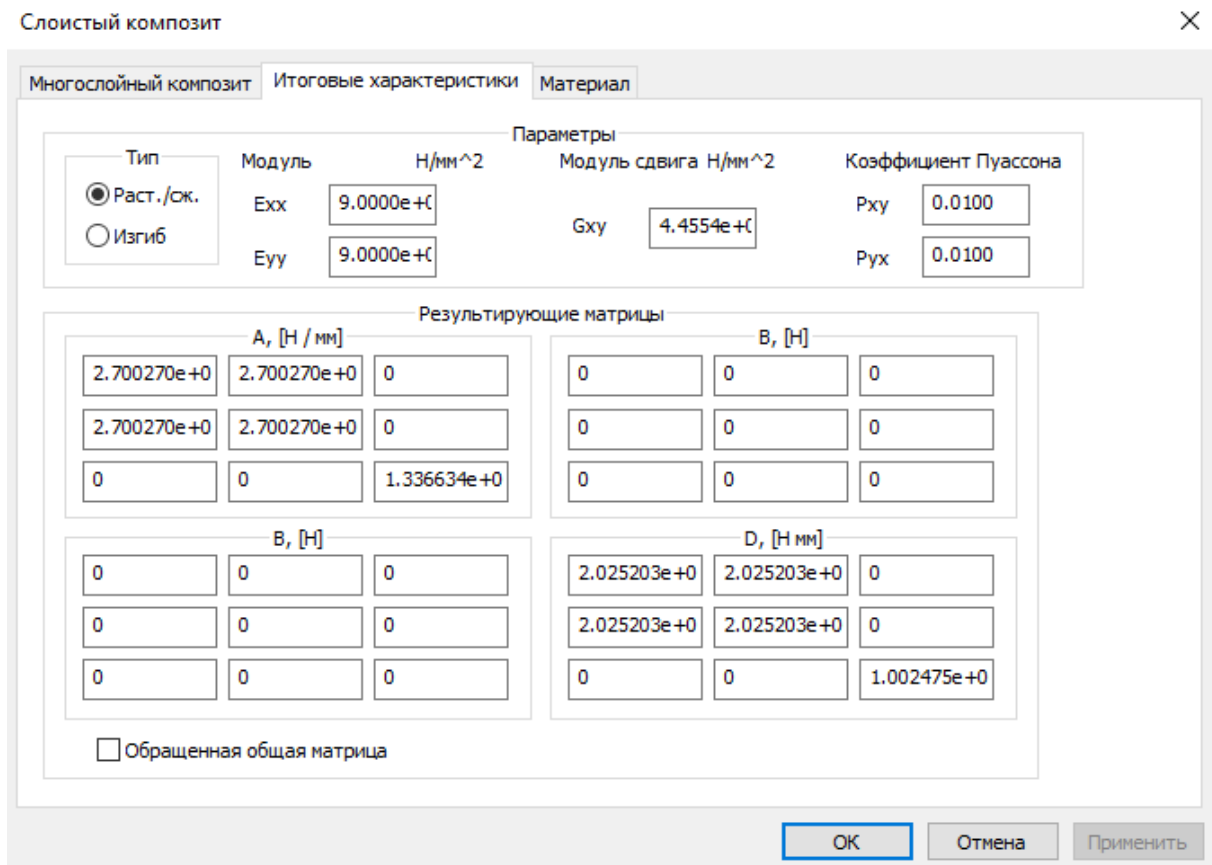 Слоистый композит
Многослойный композит Итоговые характеристики Материал
Параметры
Тип Модуль Н/мм^2 Модуль сдвига Н/мм^2 Коэффициент Пуассона
Раст./сж. Exx 9.0000e+( Pxy 0.0100
Gxy 4.4554e+(
Изгиб Eyy 9.0000e+( Pyx 0.0100
Результирующие матрицы
A, [Н / мм] B, [Н]
2.700270e+0 2.700270e+0 0 0 0 0
2.700270e+0 2.700270e+0 0 0 0 0
0 0 1.336634e+0 0 0 0
B, [Н] D, [Н мм]
0 0 0 2.025203e+0 2.025203e+0 0
0 0 0 2.025203e+0 2.025203e+0 0
0 0 0 0 0 1.002475e+0
Обращенная общая матрица
ОК Отмена Применить